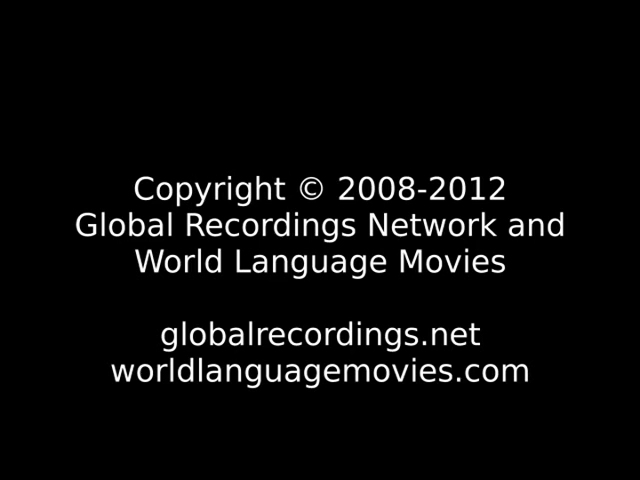 Copyright © 2008-2012
Global Recordings Network and
World Language Movies
globalrecordings.net
worldlanguagemovies.com